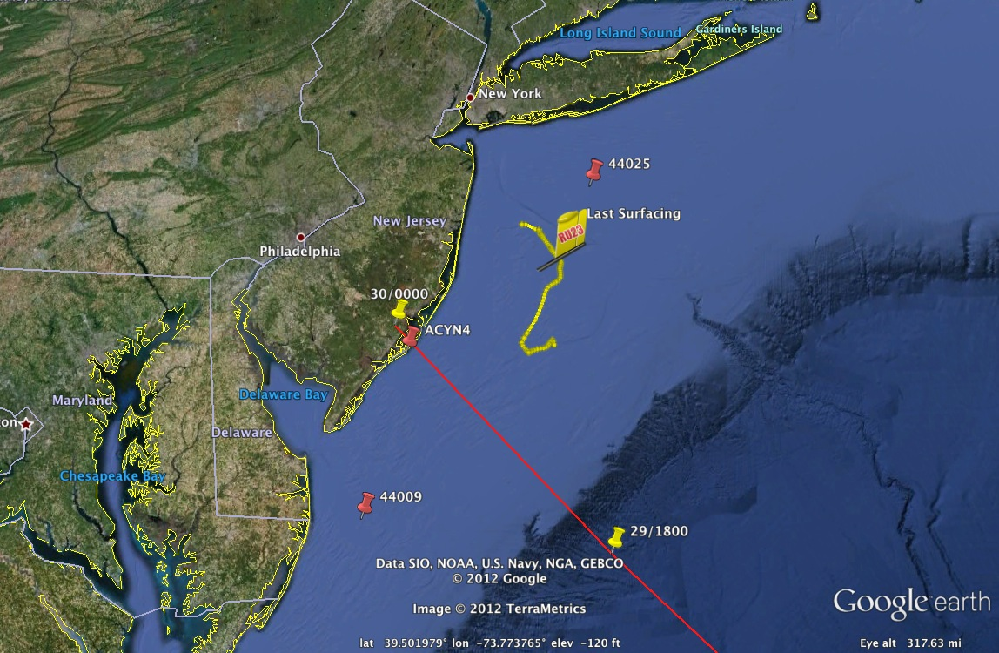 Long Island Sound
Gardiners Island
New York
44025
Last Surfacing
RU23
New Jersey
Philadelphia
30/0000
ACYN4
Maryland
Delaware Bay
on
Delaware
Chesapeake Bay
44009
29/1800
Data SIO, NOAA, U.S. Navy, NGA, GEBCO
© 2012 Google
Image © 2012 TerraMetrics
Google earth
lat 39.501979° lon -73.773765° elev -120 ft
Eye alt 317.63 mi